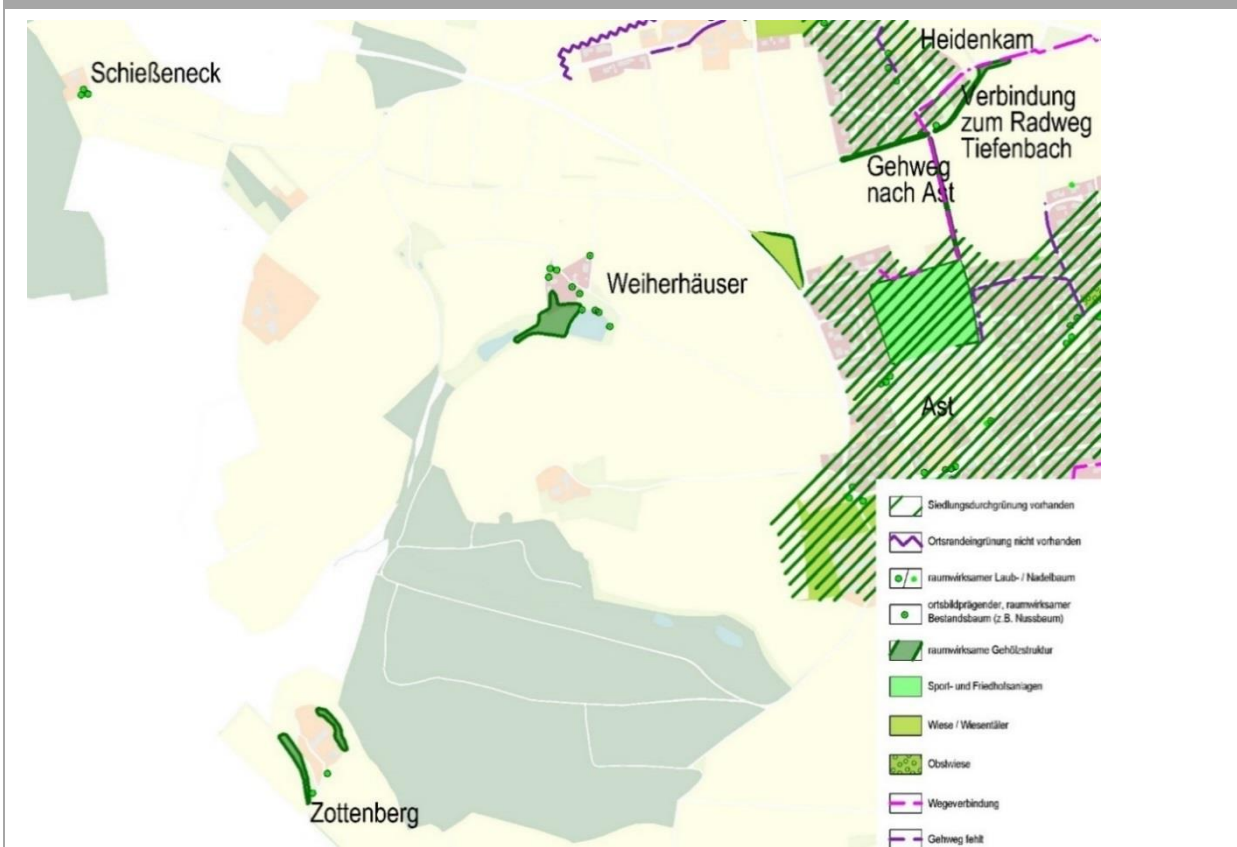 Heidenkam
Schießeneck
Verbindung
zum Radweg
Tiefenbach
Gehweg
nach Ast
Weiherhäuser
Ast
Siedlungsdurchgrünung vorhanden
Ortsrandeingrünung nicht vorhanden
raumwirksamer Laub- / Nadelbaum
ortsbildprägender, raumwirksamer
Bestandsbaum (z.B. Nussbaum)
raumwirksame Gehölzstruktur
Sport- und Friedhofsanlagen
Wiese / Wiesentäler
Obstwiese
Wegeverbindung
Gehweg fehlt
Zottenberg